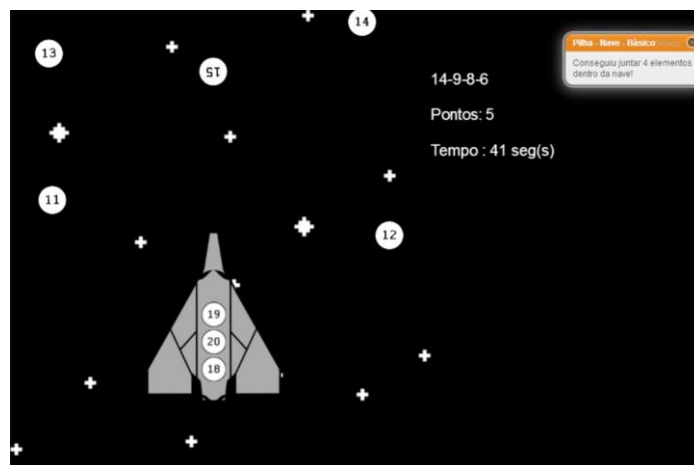 14
13
15
14-9-8-6
Pontos: 5
Tempo : 41 seg(s)
Pilha - Nave - Básico
Conseguiu juntar 4 elementos
dentro da nave!
11
12
19
20
18